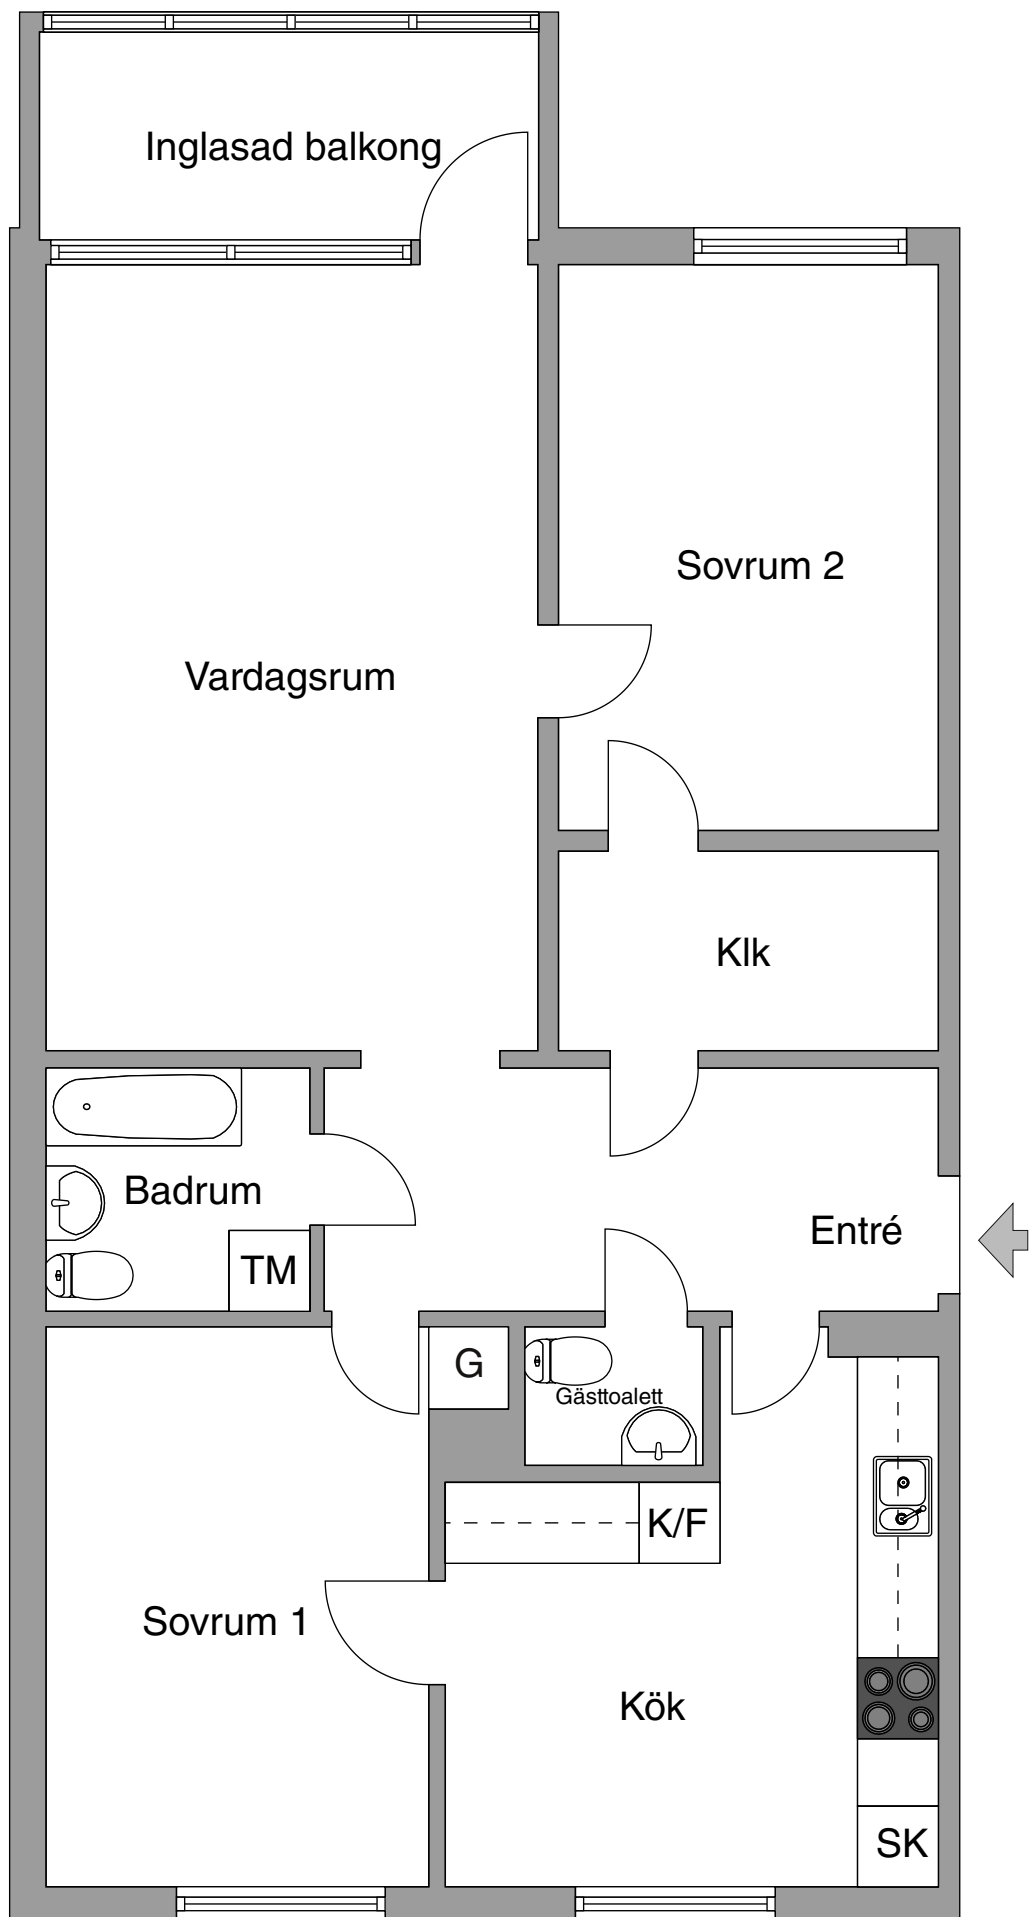 Inglasad balkong
Sovrum 2
Vardagsrum
Klk
Badrum
Entré
TM
G
Gästtoalett
K/F
Sovrum 1
Kök
SK